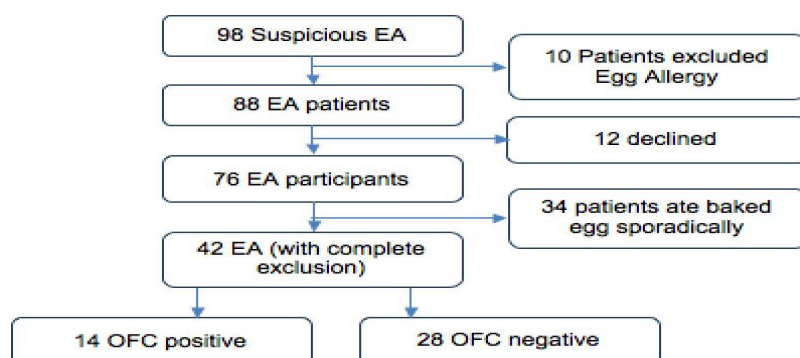 98 Suspicious EA
10 Patients excluded
Egg Allergy
88 EA patients
12 declined
76 EA participants
34 patients ate baked
egg sporadically
42 EA (with complete
exclusion)
14 OFC positive
28 OFC negative